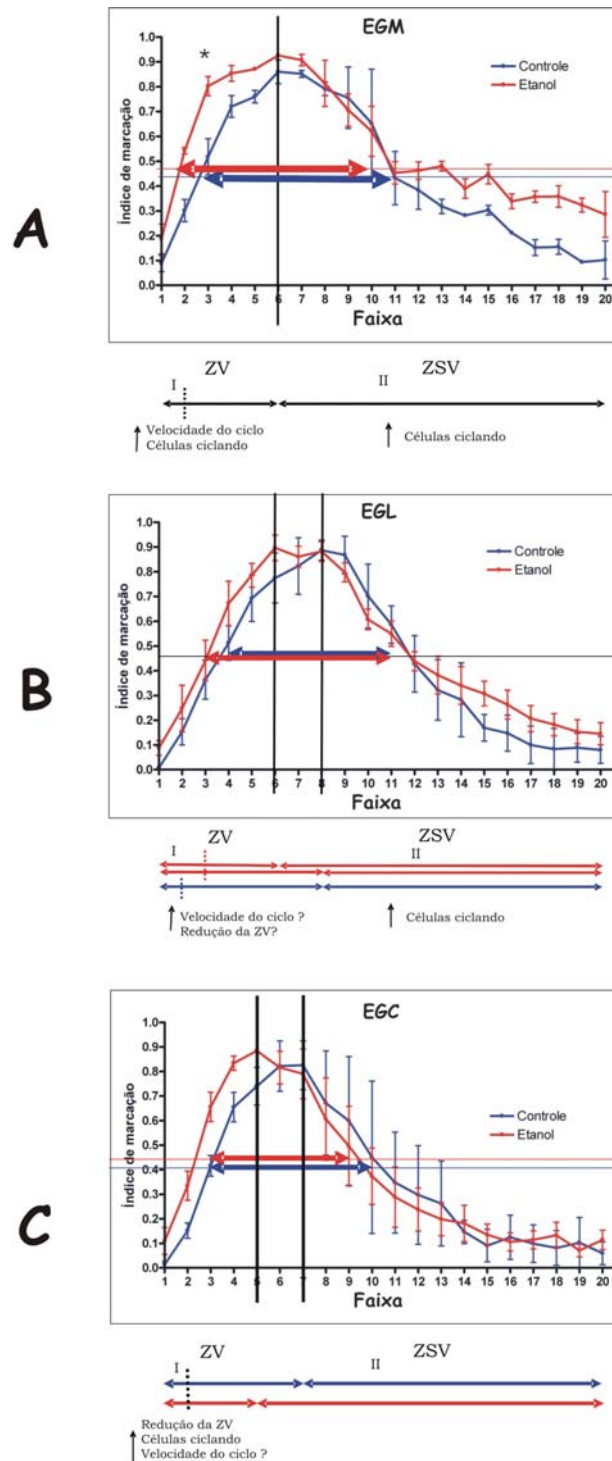 A
EGM
*
Controle
Etanol
Índice de marcação
1.0
0.9
0.8
0.7
0.6
0.5
0.4
0.3
0.2
0.1
0.0
1 2 3 4 5 6 7 8 9 10 11 12 13 14 15 16 17 18 19 20
Faixa
ZV ZSV
I II
Velocidade do ciclo
Células ciclando
Células ciclando
B
EGL
Controle
Etanol
Índice de marcação
1.0
0.9
0.8
0.7
0.6
0.5
0.4
0.3
0.2
0.1
0.0
1 2 3 4 5 6 7 8 9 10 11 12 13 14 15 16 17 18 19 20
Faixa
ZV ZSV
I II
Velocidade do ciclo ?
Redução da ZV?
Células ciclando
C
EGC
Controle
Etanol
Índice de marcação
1.0
0.9
0.8
0.7
0.6
0.5
0.4
0.3
0.2
0.1
0.0
1 2 3 4 5 6 7 8 9 10 11 12 13 14 15 16 17 18 19 20
Faixa
ZV ZSV
I II
Redução da ZV
Células ciclando
Velocidade do ciclo ?